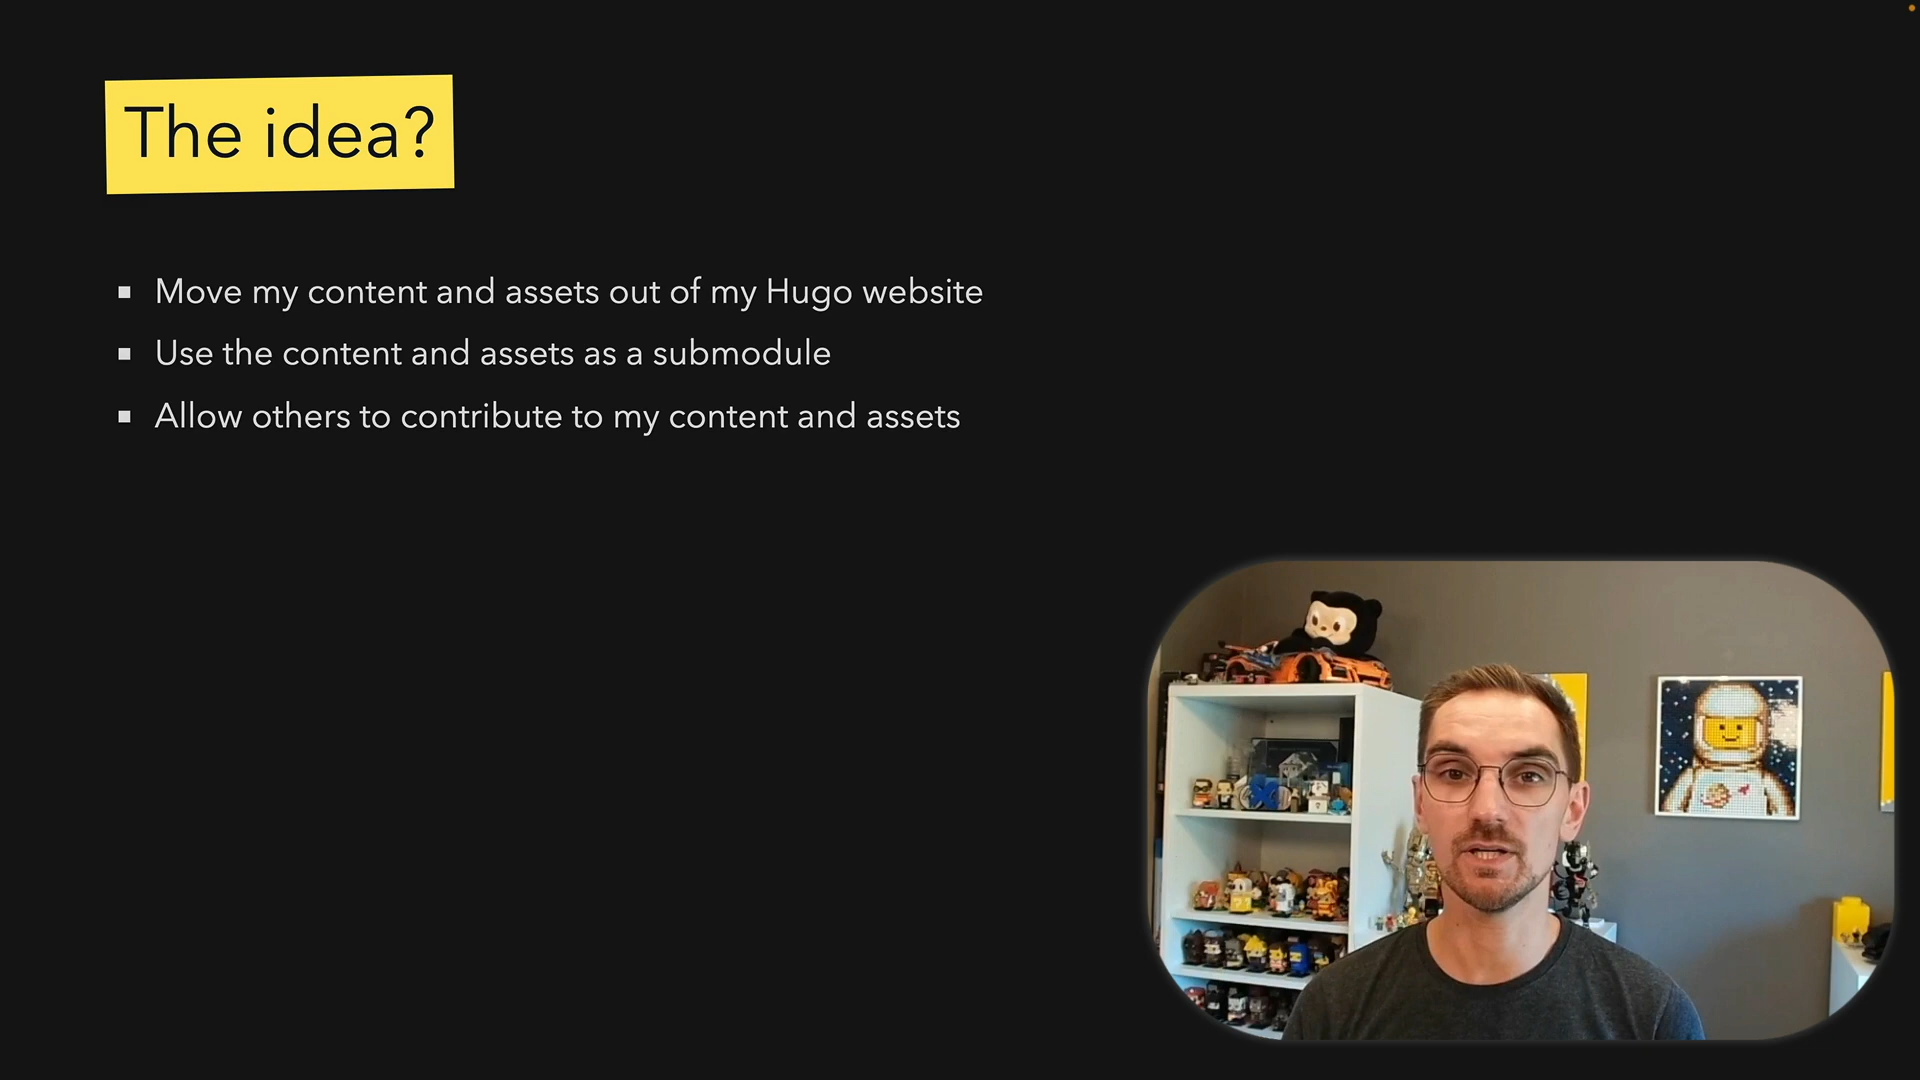 The idea?
Move my content and assets out of my Hugo website
Use the content and assets as a submodule
Allow others to contribute to my content and assets